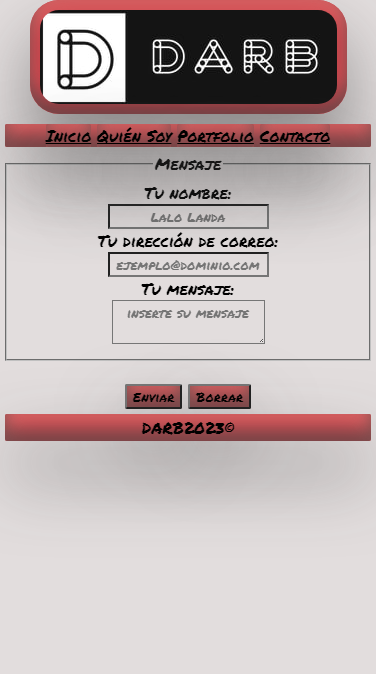 D DARB
Inicio Quién Soy Portfolio Contacto
Mensaje
Tu nombre:
Lalo Landa
Tu dirección de correo:
ejemplo@dominio.com
Tu mensaje:
inserte su mensaje
Enviar Borrar
DARB2023©